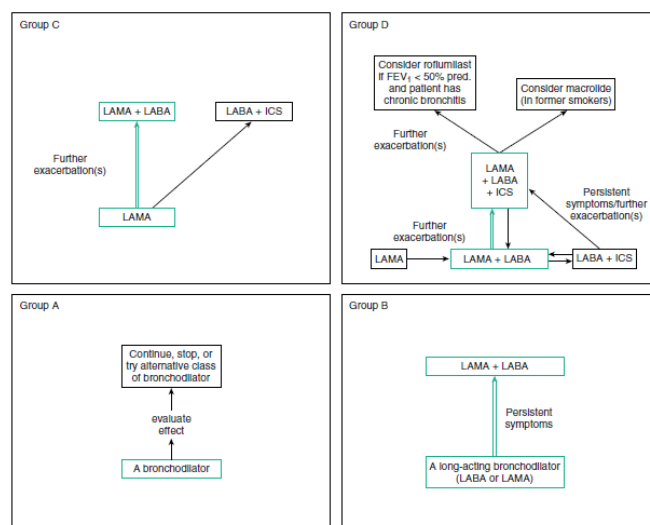 Group C
LAMA + LABA
LABA + ICS
Further
exacerbation(s)
LAMA
Group D
Consider roflumilast
if FEV₁ < 50% pred.
and patient has
chronic bronchitis
Consider macrolide
(in former smokers)
Further
exacerbation(s)
LAMA
+ LABA
+ ICS
Persistent
symptoms/further
exacerbation(s)
Further
exacerbation(s)
LAMA
LAMA + LABA
LABA + ICS
Group A
Continue, stop, or
try alternative class
of bronchodilator
evaluate
effect
A bronchodilator
Group B
LAMA + LABA
Persistent
symptoms
A long-acting bronchodilator
(LABA or LAMA)